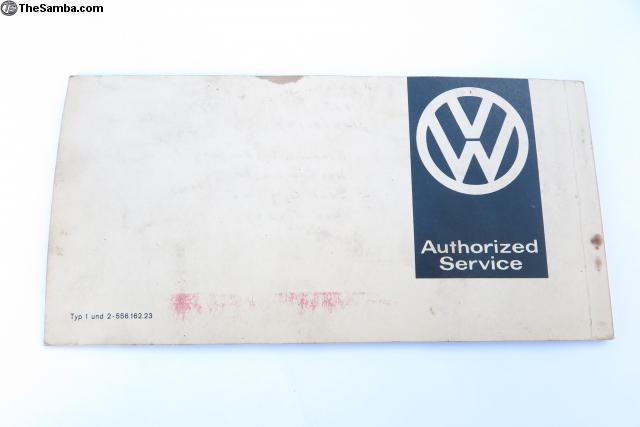 TheSamba.com
VW
Authorized
Service
Typ 1 und 2-556.162.23